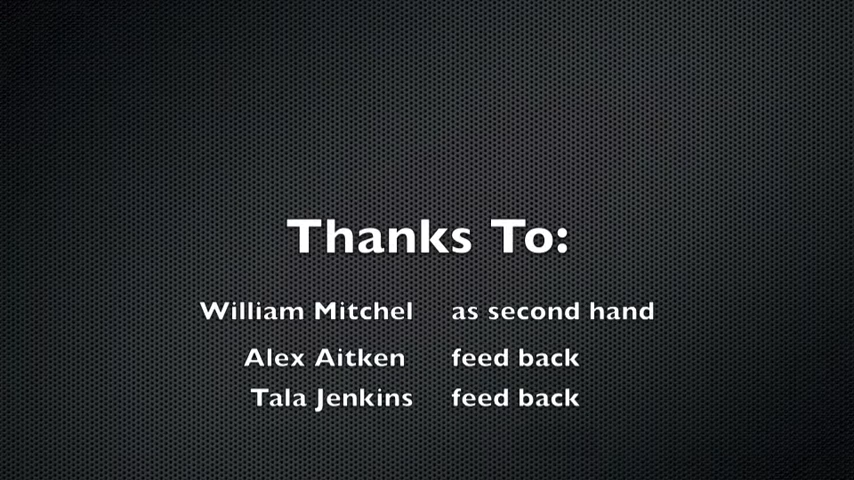 Thanks To:
William Mitchel as second hand
Alex Aitken feed back
Tala Jenkins feed back